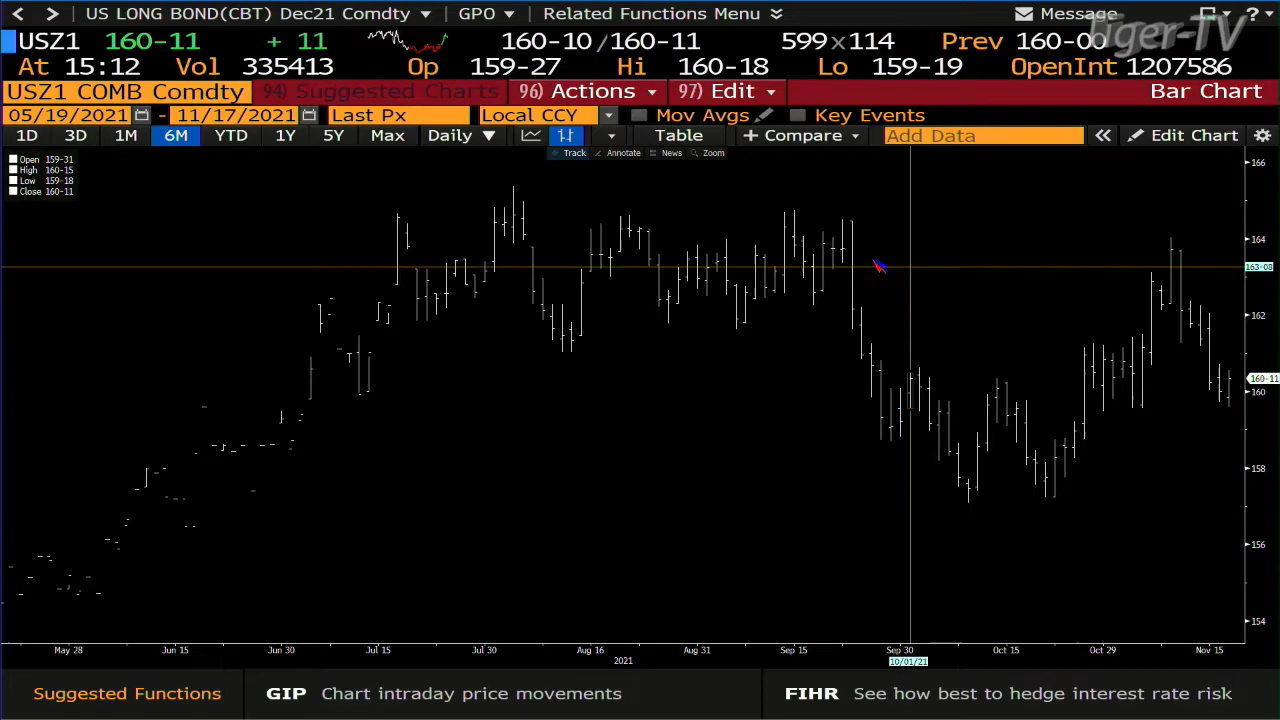 US LONG BOND(CBT) Dec21 Comdty GPO Related Functions Menu Message ?
USZ1 160-11 + 11 160-10/160-11 599x114 Prev 160-00
At 15:12 Vol 335413 Op 159-27 Hi 160-18 Lo 159-19 OpenInt 1207586
Tiger-TV
USZ1 COMB Comdty 94) Suggested Charts 96) Actions 97) Edit Bar Chart
05/19/2021 - 11/17/2021 Last Px Local CCY Mov Avgs Key Events
1D 3D 1M 6M YTD 1Y 5Y Max Daily Table + Compare Add Data « Edit Chart
Track Annotate News Zoom
Open 159-31
High 160-15
Low 159-18
Close 160-11
166
164
163-08
162
160-11
160
158
156
154
May 28 Jun 15 Jun 30 Jul 15 Jul 30 Aug 16 Aug 31 Sep 15 Sep 30 Oct 15 Oct 29 Nov 15
2021 10/01/21
Suggested Functions GIP Chart intraday price movements FIHR See how best to hedge interest rate risk